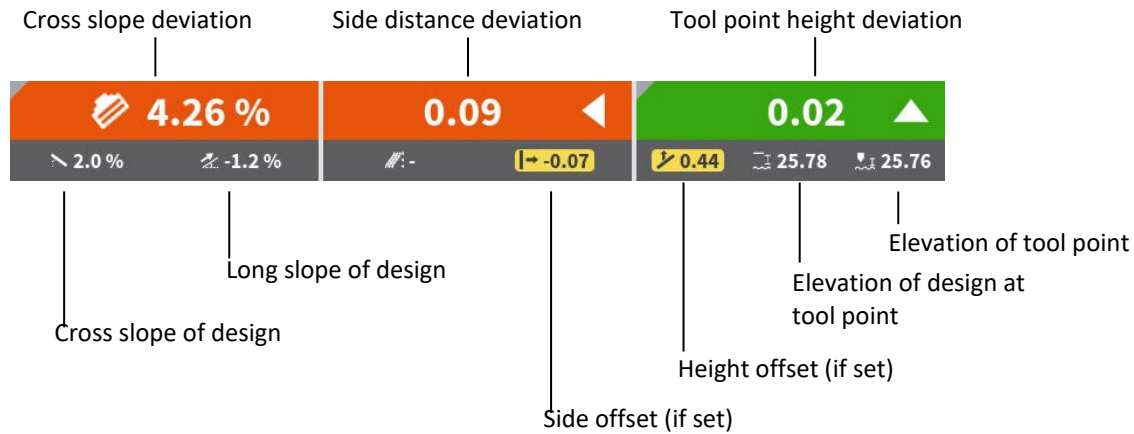 Cross slope deviation
Side distance deviation
Tool point height deviation
4.26 %
0.09
0.02
2.0 %
-1.2 %
: -
-0.07
0.44
25.78
25.76
Elevation of tool point
Long slope of design
Elevation of design at
tool point
Cross slope of design
Height offset (if set)
Side offset (if set)